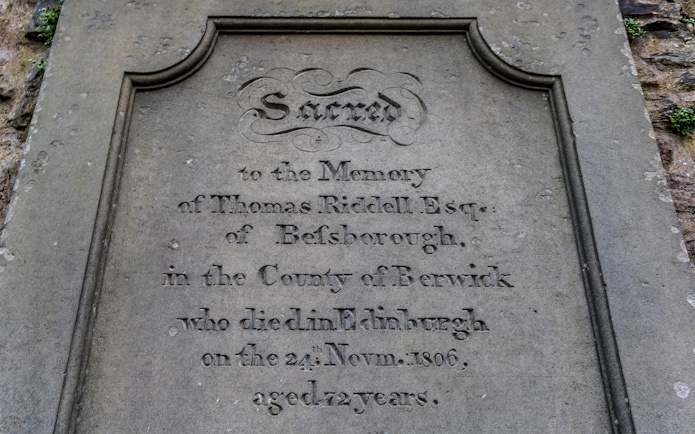 Sacred
to the Memory
of Thomas Riddell Esq.
of Beſsborough,
in the County of Berwick
who died in Edinburgh
on the 24th Novm. 1806,
aged 72 years.